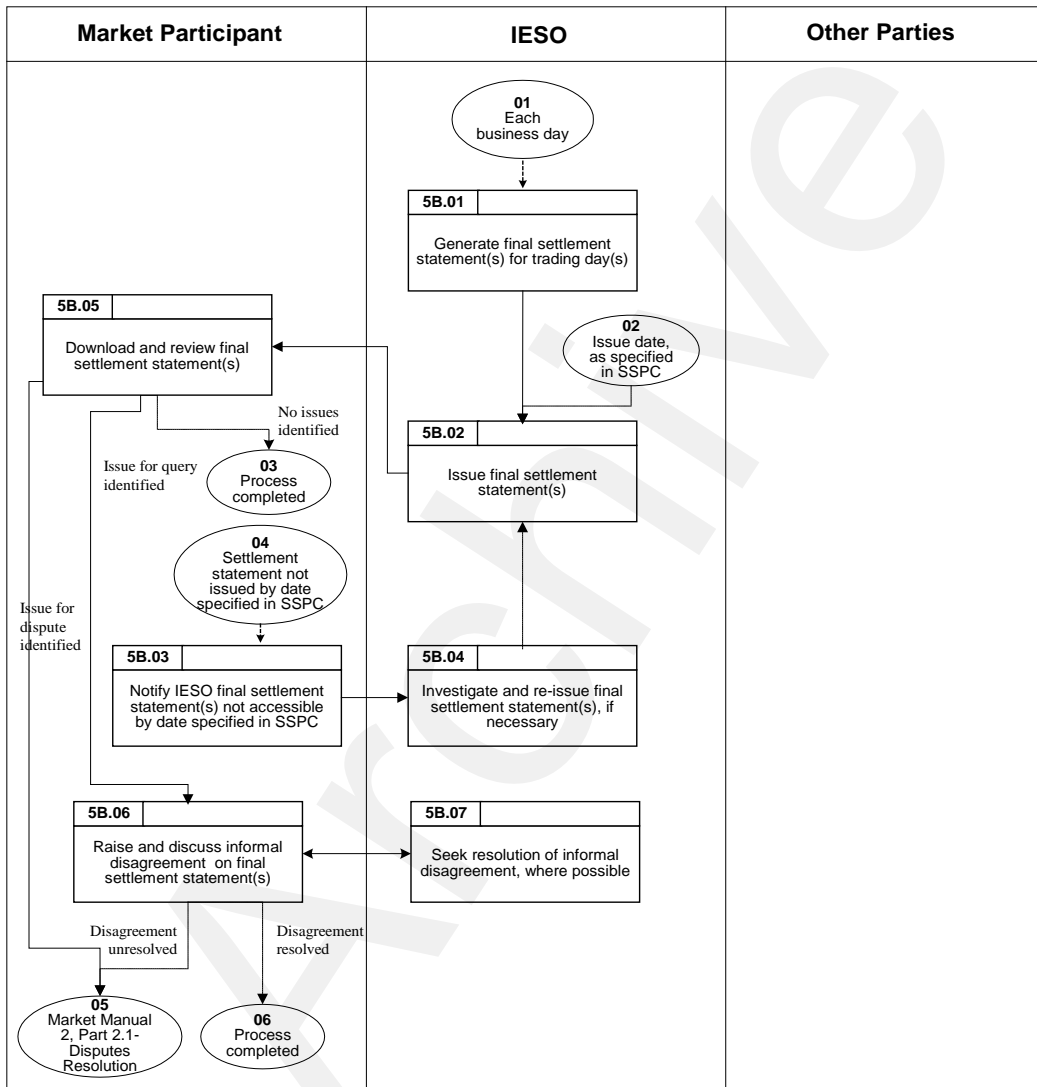 Market Participant
IESO
Other Parties
01
Each
business day
5B.01
Generate final settlement
statement(s) for trading day(s)
5B.05
Download and review final
settlement statement(s)
02
Issue date,
as specified
in SSPC
No issues
identified
5B.02
Issue final settlement
statement(s)
Issue for query
identified
03
Process
completed
04
Settlement
statement not
issued by date
specified in SSPC
Issue for
dispute
identified
5B.03
Notify IESO final settlement
statement(s) not accessible
by date specified in SSPC
5B.04
Investigate and re-issue final
settlement statement(s), if
necessary
5B.06
Raise and discuss informal
disagreement on final
settlement statement(s)
5B.07
Seek resolution of informal
disagreement, where possible
Disagreement
unresolved
Disagreement
resolved
05
Market Manual
2, Part 2.1-
Disputes
Resolution
06
Process
completed
Archive